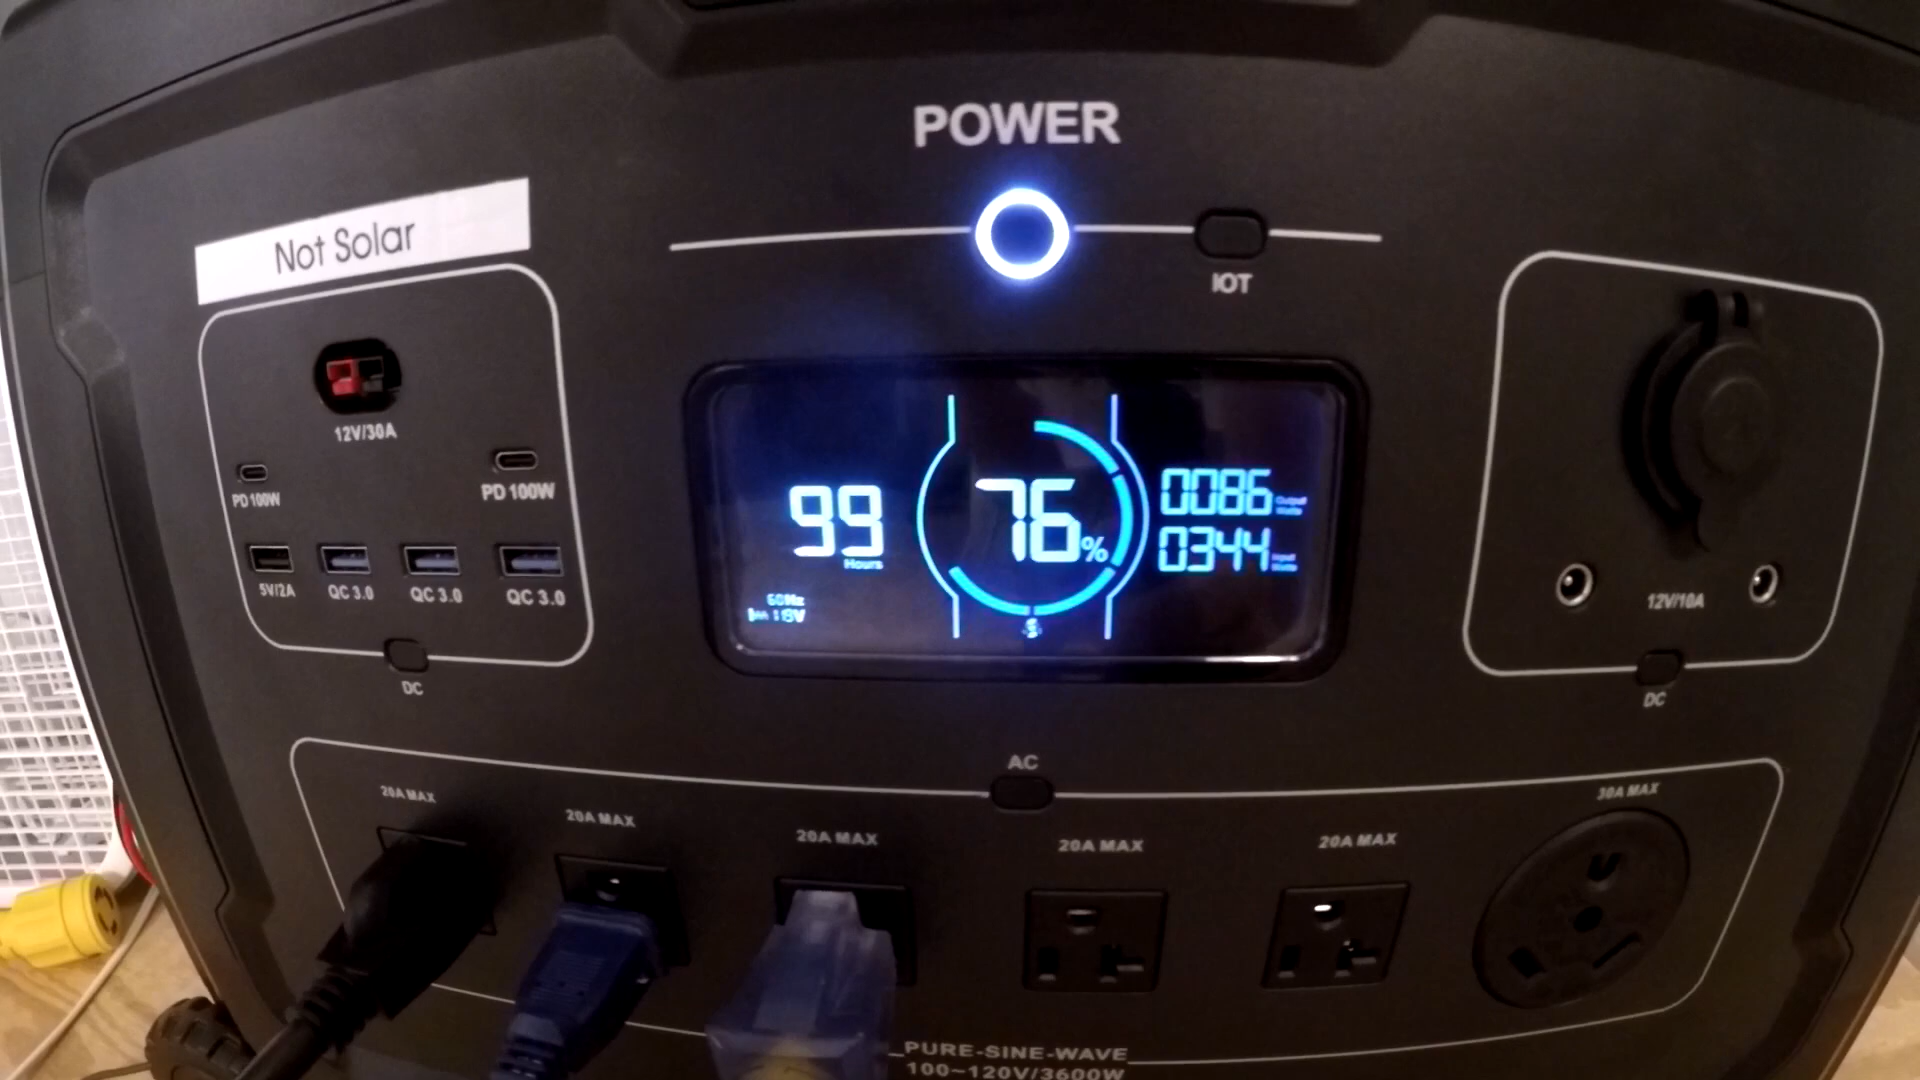 POWER
Not Solar
IOT
12V/30A
PD 100W
PD 100W
5V/2A
QC 3.0
QC 3.0
QC 3.0
DC
99
Hours
76%
0086
Output
Watts
0344
Input
Watts
60Hz
12V/10A
DC
AC
20A MAX
20A MAX
20A MAX
20A MAX
20A MAX
30A MAX
PURE-SINE-WAVE
100~120V/3600W